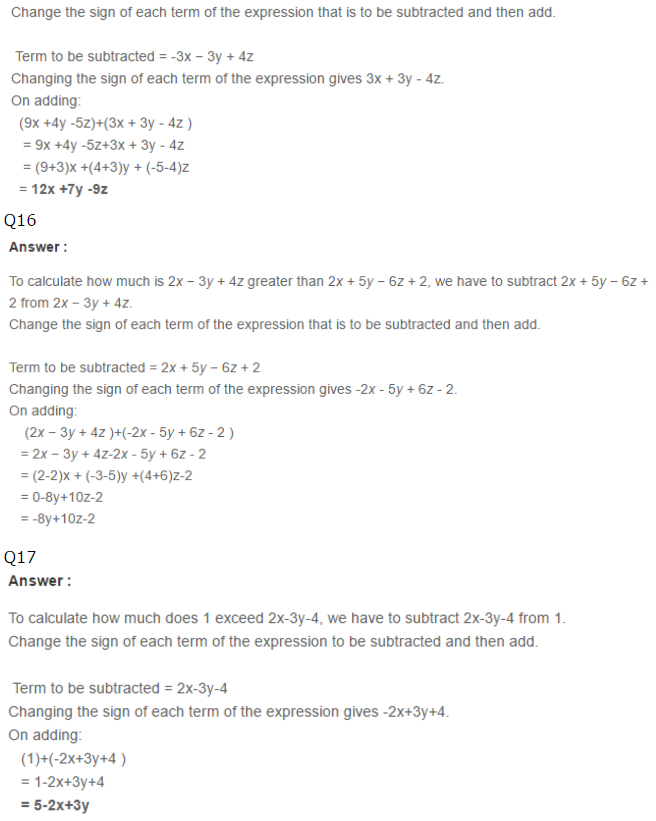 Change the sign of each term of the expression that is to be subtracted and then add.
Term to be subtracted = -3x − 3y + 4z
Changing the sign of each term of the expression gives 3x + 3y - 4z.
On adding:
(9x +4y -5z)+(3x + 3y - 4z )
= 9x +4y -5z+3x + 3y - 4z
= (9+3)x +(4+3)y + (-5-4)z
= 12x +7y -9z
Q16
Answer :
To calculate how much is 2x − 3y + 4z greater than 2x + 5y − 6z + 2, we have to subtract 2x + 5y − 6z +
2 from 2x − 3y + 4z.
Change the sign of each term of the expression that is to be subtracted and then add.
Term to be subtracted = 2x + 5y − 6z + 2
Changing the sign of each term of the expression gives -2x - 5y + 6z - 2.
On adding:
(2x − 3y + 4z )+(-2x - 5y + 6z - 2 )
= 2x − 3y + 4z-2x - 5y + 6z - 2
= (2-2)x + (-3-5)y +(4+6)z-2
= 0-8y+10z-2
= -8y+10z-2
Q17
Answer :
To calculate how much does 1 exceed 2x-3y-4, we have to subtract 2x-3y-4 from 1.
Change the sign of each term of the expression to be subtracted and then add.
Term to be subtracted = 2x-3y-4
Changing the sign of each term of the expression gives -2x+3y+4.
On adding:
(1)+(-2x+3y+4 )
= 1-2x+3y+4
= 5-2x+3y